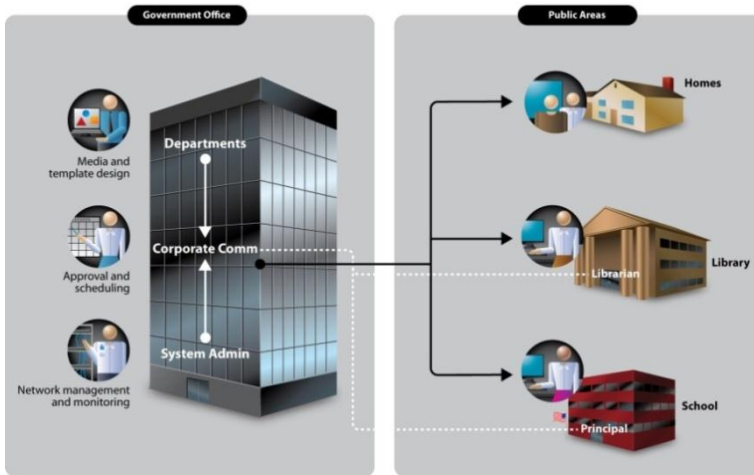 Government Office
Public Areas
Departments
Media and
template design
Corporate Comm
Approval and
scheduling
System Admin
Network management
and monitoring
Homes
Library
Librarian
School
Principal